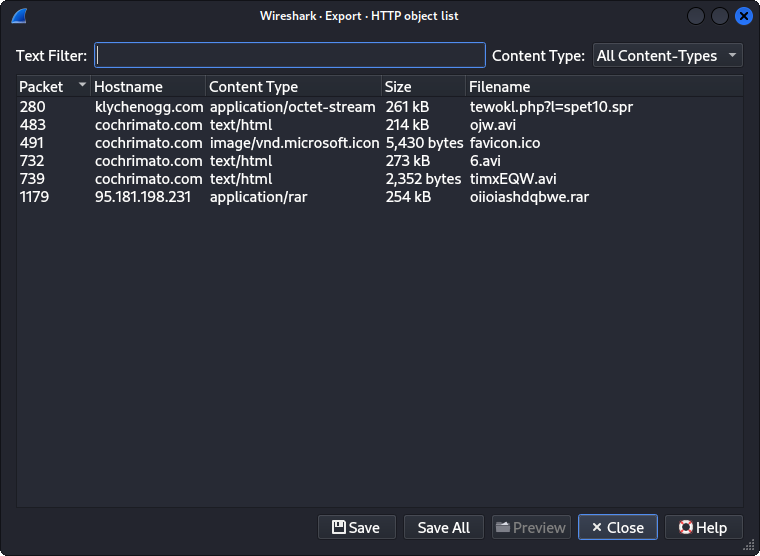 Wireshark · Export · HTTP object list
Text Filter: Content Type: All Content-Types
Packet Hostname Content Type Size Filename
280 klychenogg.com application/octet-stream 261 kB tewokl.php?l=spet10.spr
483 cochrimato.com text/html 214 kB ojw.avi
491 cochrimato.com image/vnd.microsoft.icon 5,430 bytes favicon.ico
732 cochrimato.com text/html 273 kB 6.avi
739 cochrimato.com text/html 2,352 bytes timxEQW.avi
1179 95.181.198.231 application/rar 254 kB oiioiashdqbwe.rar
Save Save All Preview Close Help